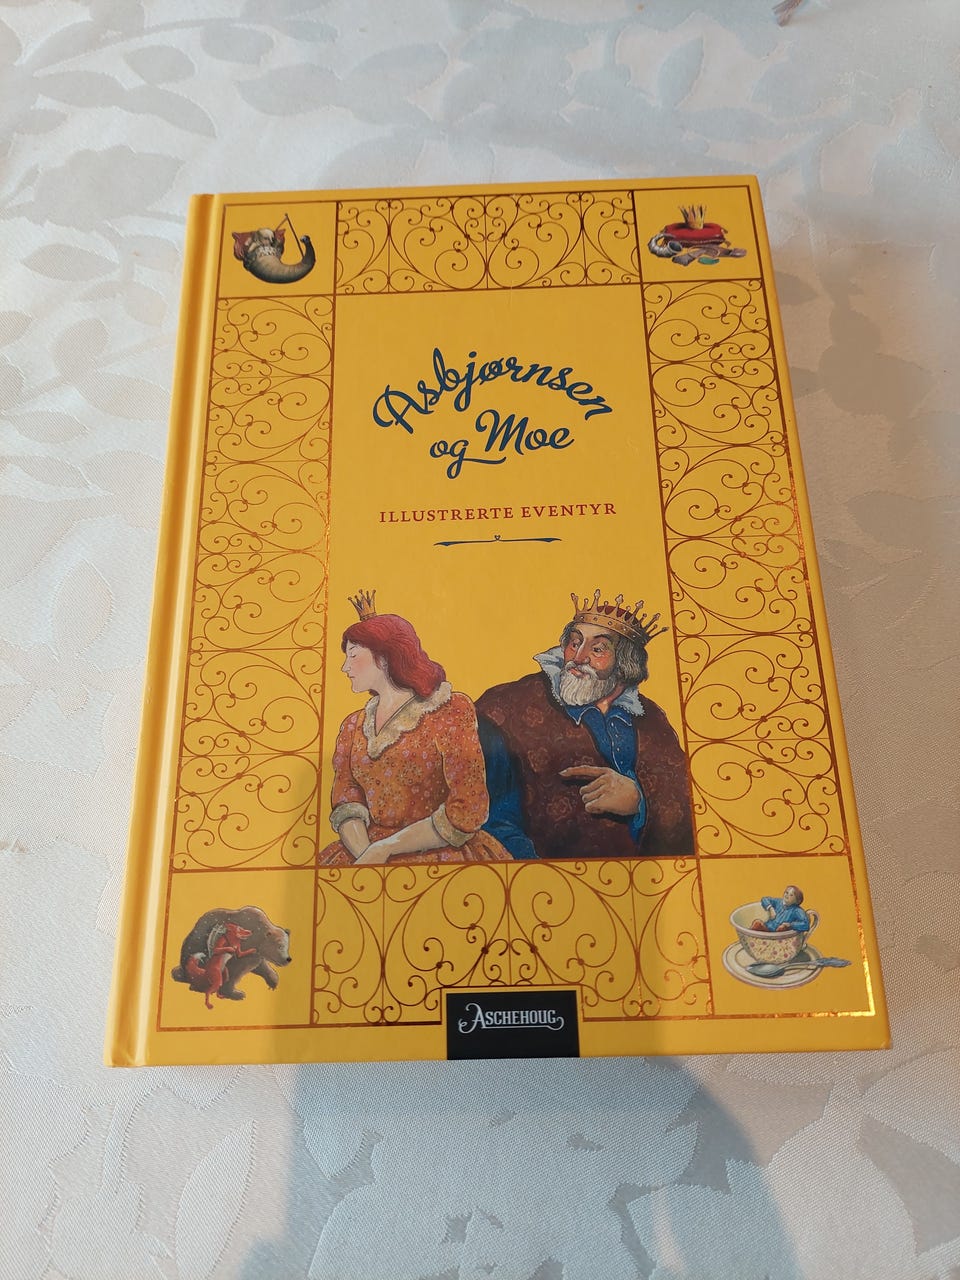 Asbjørnsen
og Moe
ILLUSTRERTE EVENTYR
ASCHEHOUG